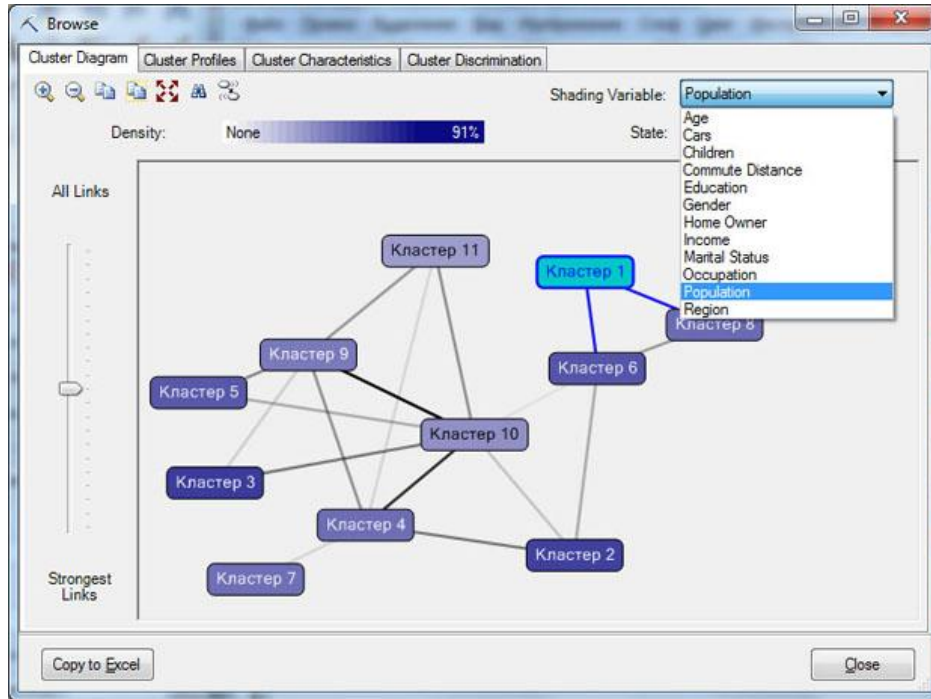 Browse
Cluster Diagram Cluster Profiles Cluster Characteristics Cluster Discrimination
Shading Variable: Population
Density: None 91% State:
Age
Cars
Children
Commute Distance
Education
Gender
Home Owner
Income
Marital Status
Occupation
Population
Region
All Links
Кластер 11
Кластер 1
Кластер 8
Кластер 9
Кластер 6
Кластер 5
Кластер 10
Кластер 3
Кластер 4
Кластер 2
Кластер 7
Strongest
Links
Copy to Excel Close